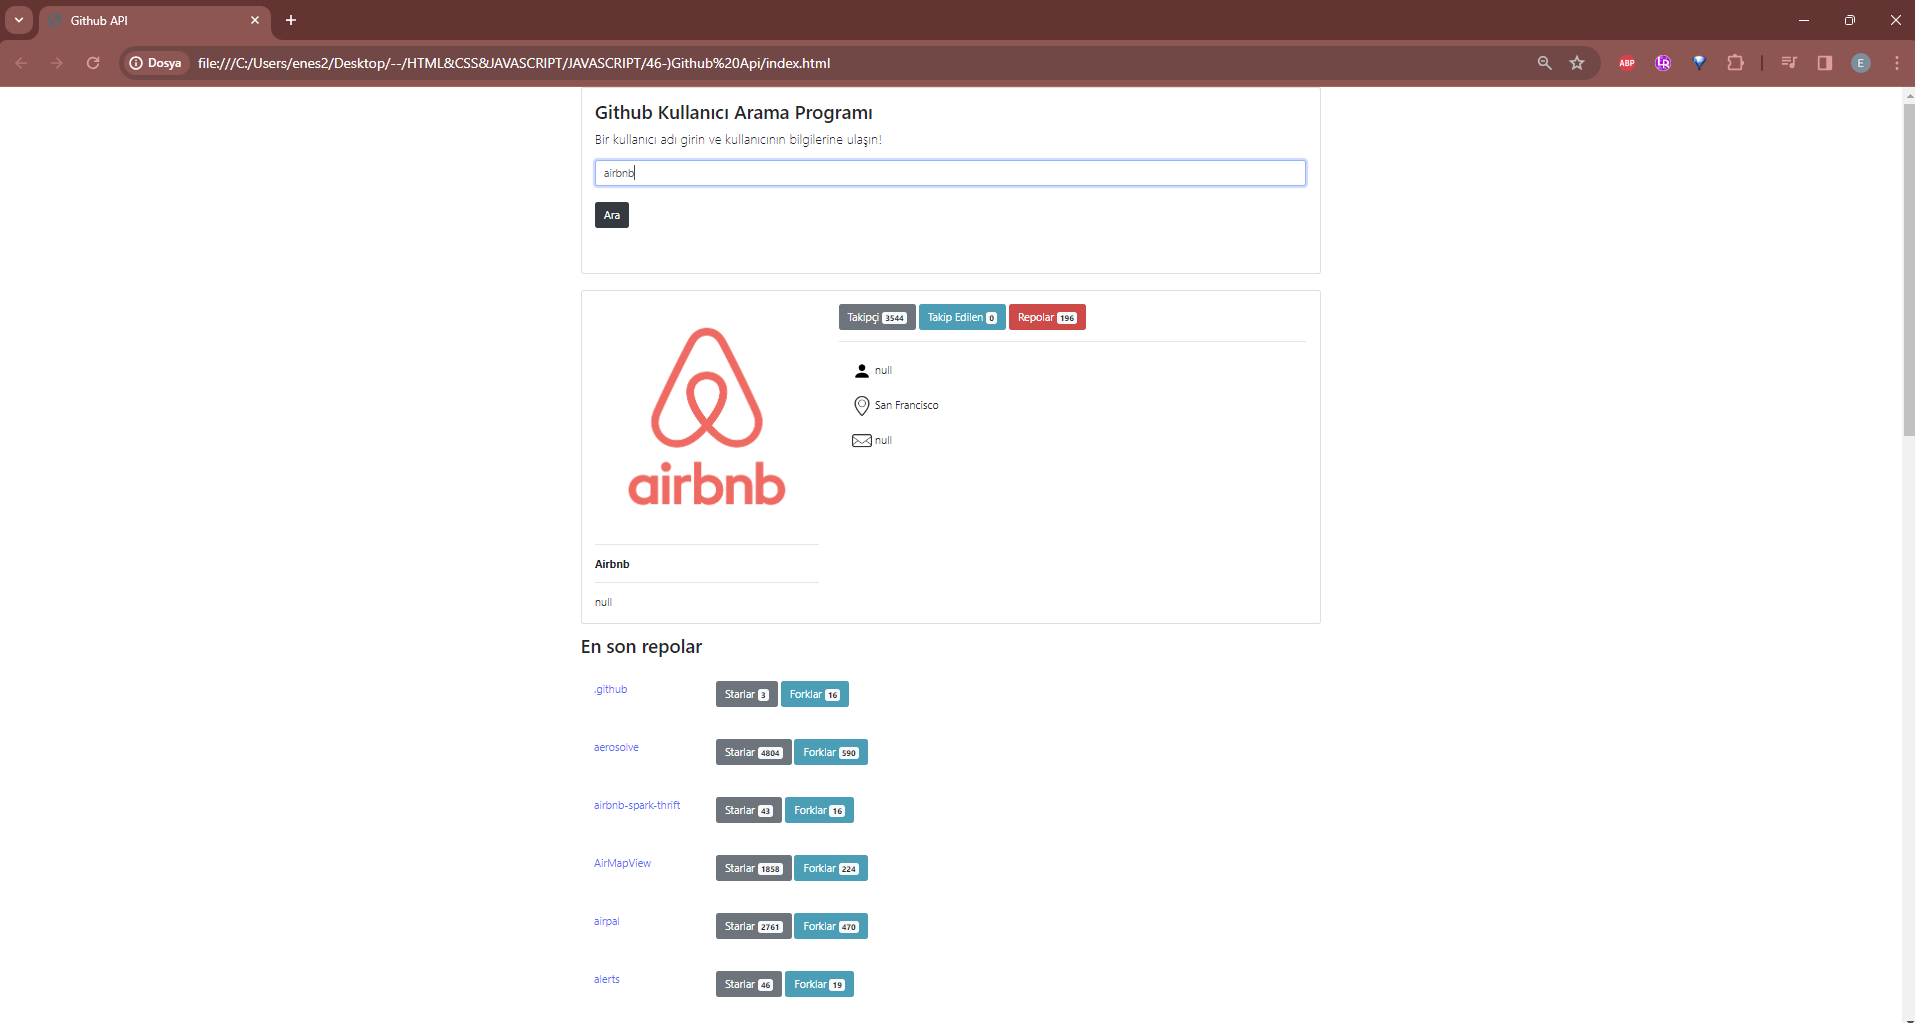 Github API
Dosya
file:///C:/Users/enes2/Desktop/--/HTML&CSS&JAVASCRIPT/JAVASCRIPT/46-)Github%20Api/index.html
ABP
LR
E
Github Kullanıcı Arama Programı
Bir kullanıcı adı girin ve kullanıcının bilgilerine ulaşın!
airbnb
Ara
Takipçi 3544 Takip Edilen 0 Repolar 196
null
San Francisco
null
airbnb
Airbnb
null
En son repolar
.github Starlar 3 Forklar 16
aerosolve Starlar 4804 Forklar 590
airbnb-spark-thrift Starlar 43 Forklar 16
AirMapView Starlar 1858 Forklar 224
airpal Starlar 2761 Forklar 470
alerts Starlar 46 Forklar 19